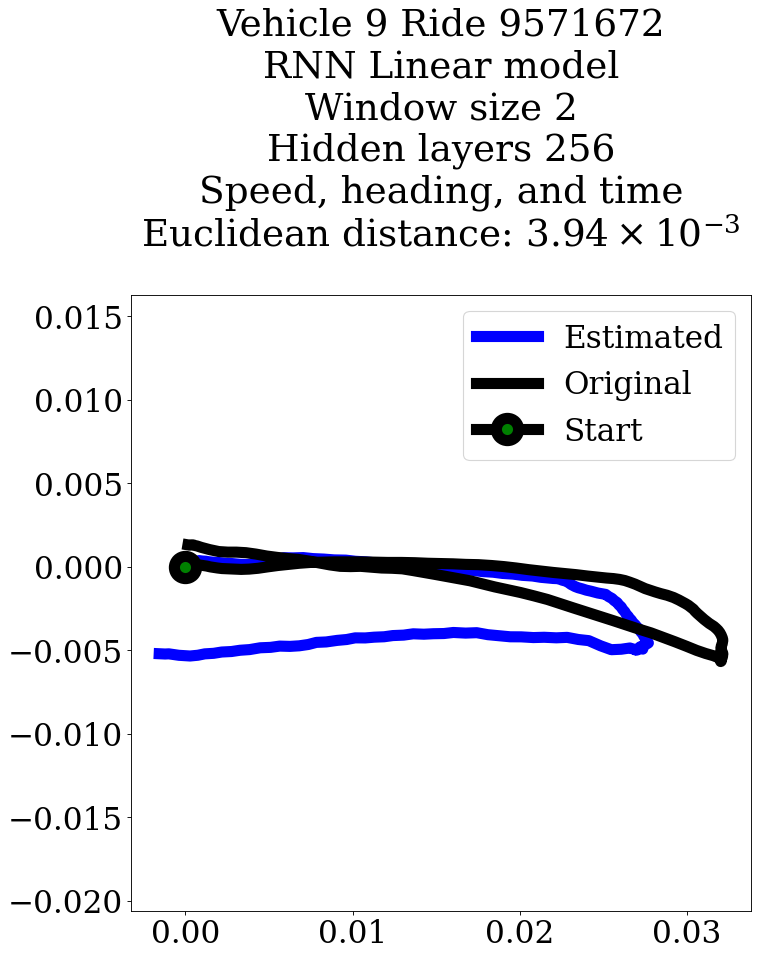 Vehicle 9 Ride 9571672
RNN Linear model
Window size 2
Hidden layers 256
Speed, heading, and time
Euclidean distance: 3.94 × 10⁻³
Estimated
Original
Start
0.015
0.010
0.005
0.000
−0.005
−0.010
−0.015
−0.020
0.00 0.01 0.02 0.03